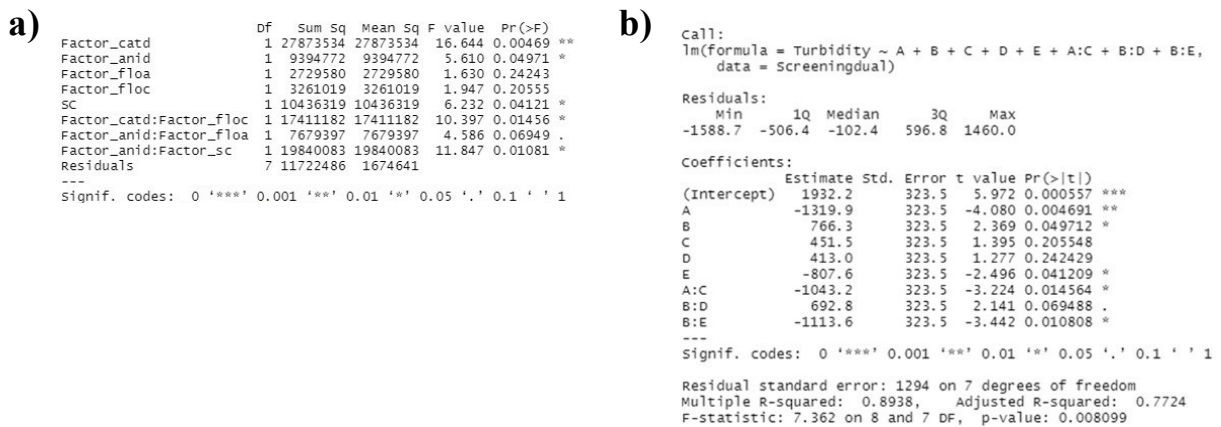 a)
Df Sum Sq Mean Sq F value Pr(>F)
Factor_catd 1 27873534 27873534 16.644 0.00469 **
Factor_anid 1 9394772 9394772 5.610 0.04971 *
Factor_floa 1 2729580 2729580 1.630 0.24243
Factor_floc 1 3261019 3261019 1.947 0.20555
SC 1 10436319 10436319 6.232 0.04121 *
Factor_catd:Factor_floc 1 17411182 17411182 10.397 0.01456 *
Factor_anid:Factor_floa 1 7679397 7679397 4.586 0.06949 .
Factor_anid:Factor_sc 1 19840083 19840083 11.847 0.01081 *
Residuals 7 11722486 1674641
---
Signif. codes: 0 ‘***’ 0.001 ‘**’ 0.01 ‘*’ 0.05 ‘.’ 0.1 ‘ ’ 1
b)
Call:
lm(formula = Turbidity ~ A + B + C + D + E + A:C + B:D + B:E,
data = Screeningdual)
Residuals:
Min 1Q Median 3Q Max
-1588.7 -506.4 -102.4 596.8 1460.0
Coefficients:
Estimate Std. Error t value Pr(>|t|)
(Intercept) 1932.2 323.5 5.972 0.000557 ***
A -1319.9 323.5 -4.080 0.004691 **
B 766.3 323.5 2.369 0.049712 *
C 451.5 323.5 1.395 0.205548
D 413.0 323.5 1.277 0.242429
E -807.6 323.5 -2.496 0.041209 *
A:C -1043.2 323.5 -3.224 0.014564 *
B:D 692.8 323.5 2.141 0.069488 .
B:E -1113.6 323.5 -3.442 0.010808 *
---
Signif. codes: 0 ‘***’ 0.001 ‘**’ 0.01 ‘*’ 0.05 ‘.’ 0.1 ‘ ’ 1
Residual standard error: 1294 on 7 degrees of freedom
Multiple R-squared: 0.8938, Adjusted R-squared: 0.7724
F-statistic: 7.362 on 8 and 7 DF, p-value: 0.008099